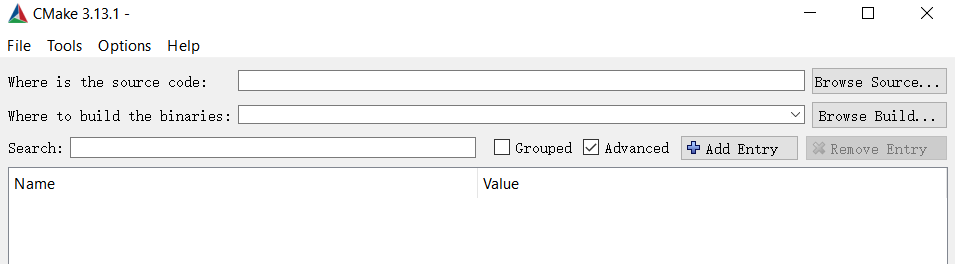 CMake 3.13.1 -
File Tools Options Help
Where is the source code: Browse Source...
Where to build the binaries: Browse Build...
Search: Grouped Advanced Add Entry Remove Entry
Name Value